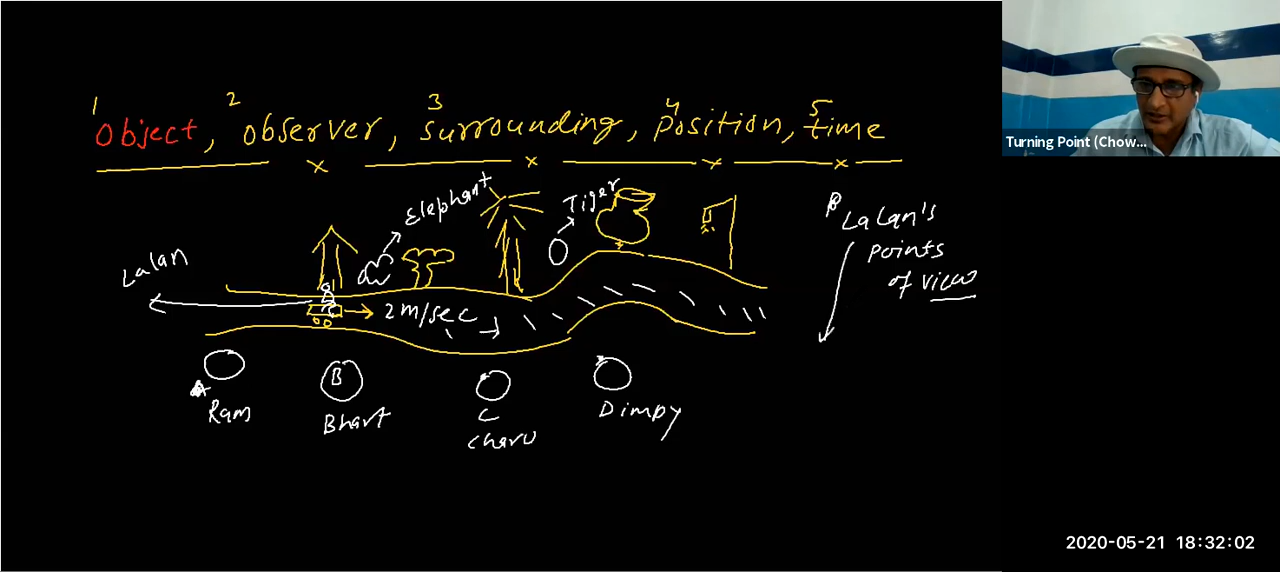 1 2 3 4 5
object, observer, surrounding, position, time
Lalan
Elephant
Tiger
Lalan's
points
of view
2 m/sec
B
Ram
Bhart
C
Charu
Dimpy
Turning Point (Chow...
2020-05-21 18:32:02